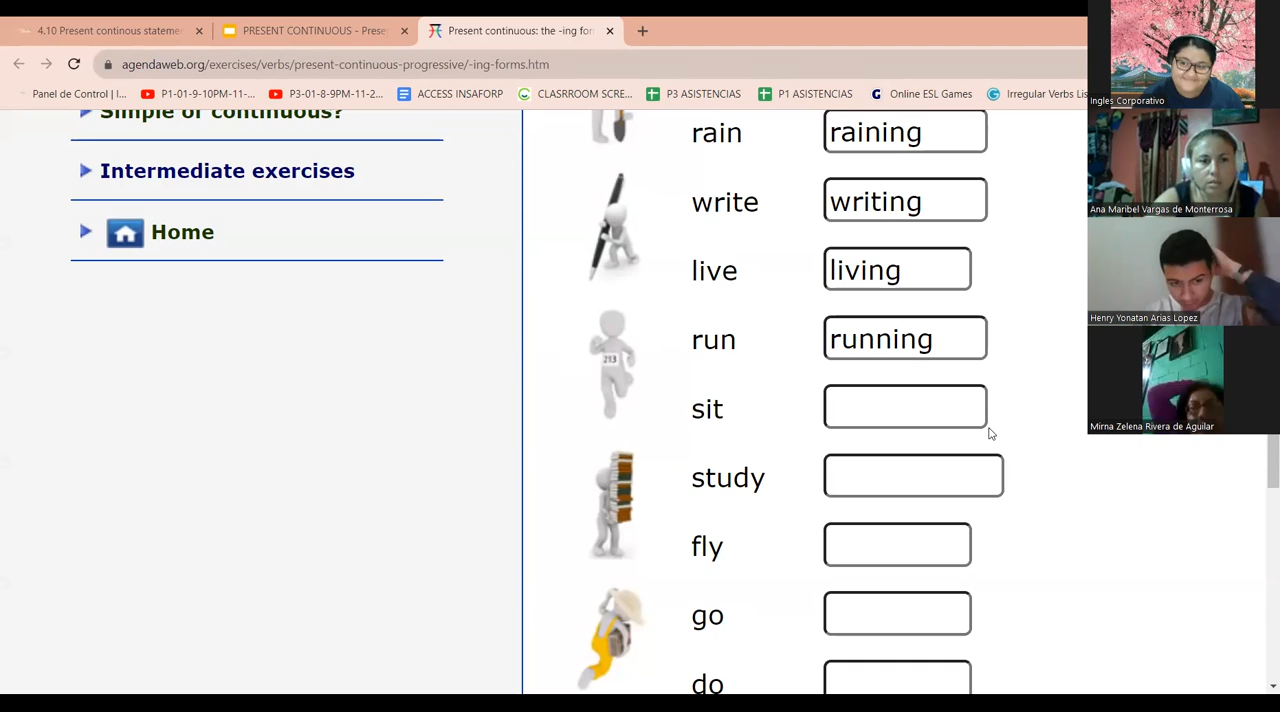 4.10 Present continous stateme
PRESENT CONTINUOUS - Prese
Present continuous: the -ing for
agendaweb.org/exercises/verbs/present-continuous-progressive/-ing-forms.htm
Panel de Control | I...
P1-01-9-10PM-11-...
P3-01-8-9PM-11-2...
ACCESS INSAFORP
CLASRROOM SCRE...
P3 ASISTENCIAS
P1 ASISTENCIAS
Online ESL Games
Irregular Verbs Lis
Simple or continuous?
Intermediate exercises
Home
rain raining
write writing
live living
213
run running
sit
study
fly
go
do
Ingles Corporativo
Ana Maribel Vargas de Monterrosa
Henry Yonatan Arias Lopez
Mirna Zelena Rivera de Aguilar